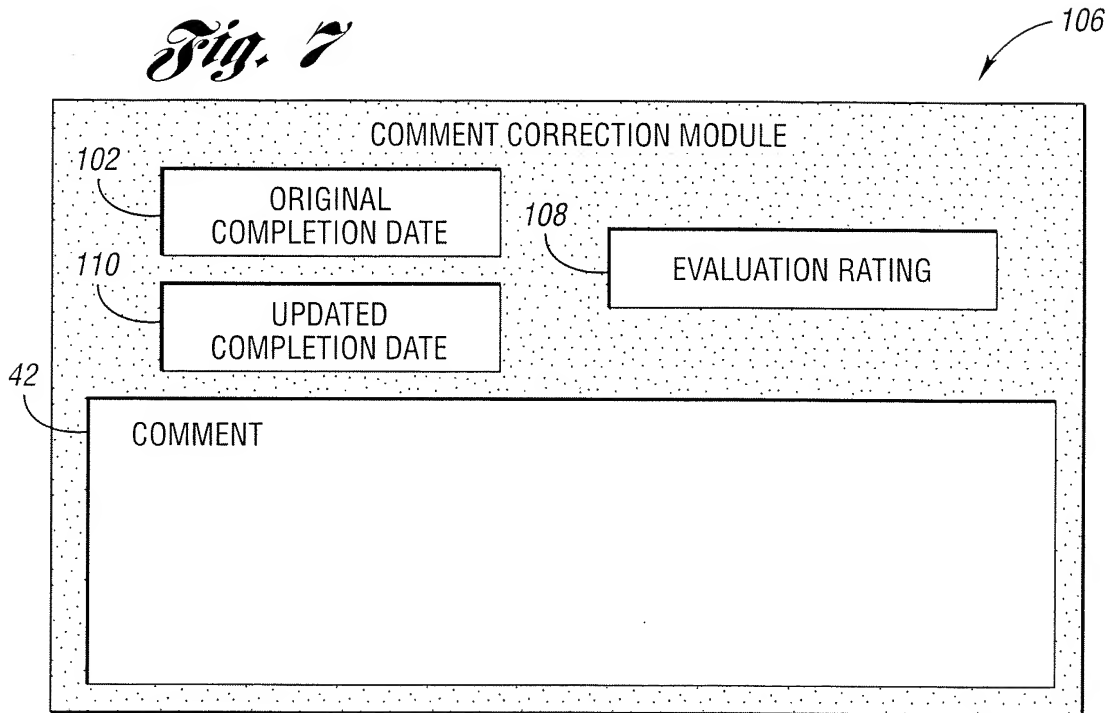 Fig. 7
106
COMMENT CORRECTION MODULE
102
ORIGINAL
COMPLETION DATE
108
EVALUATION RATING
110
UPDATED
COMPLETION DATE
42
COMMENT